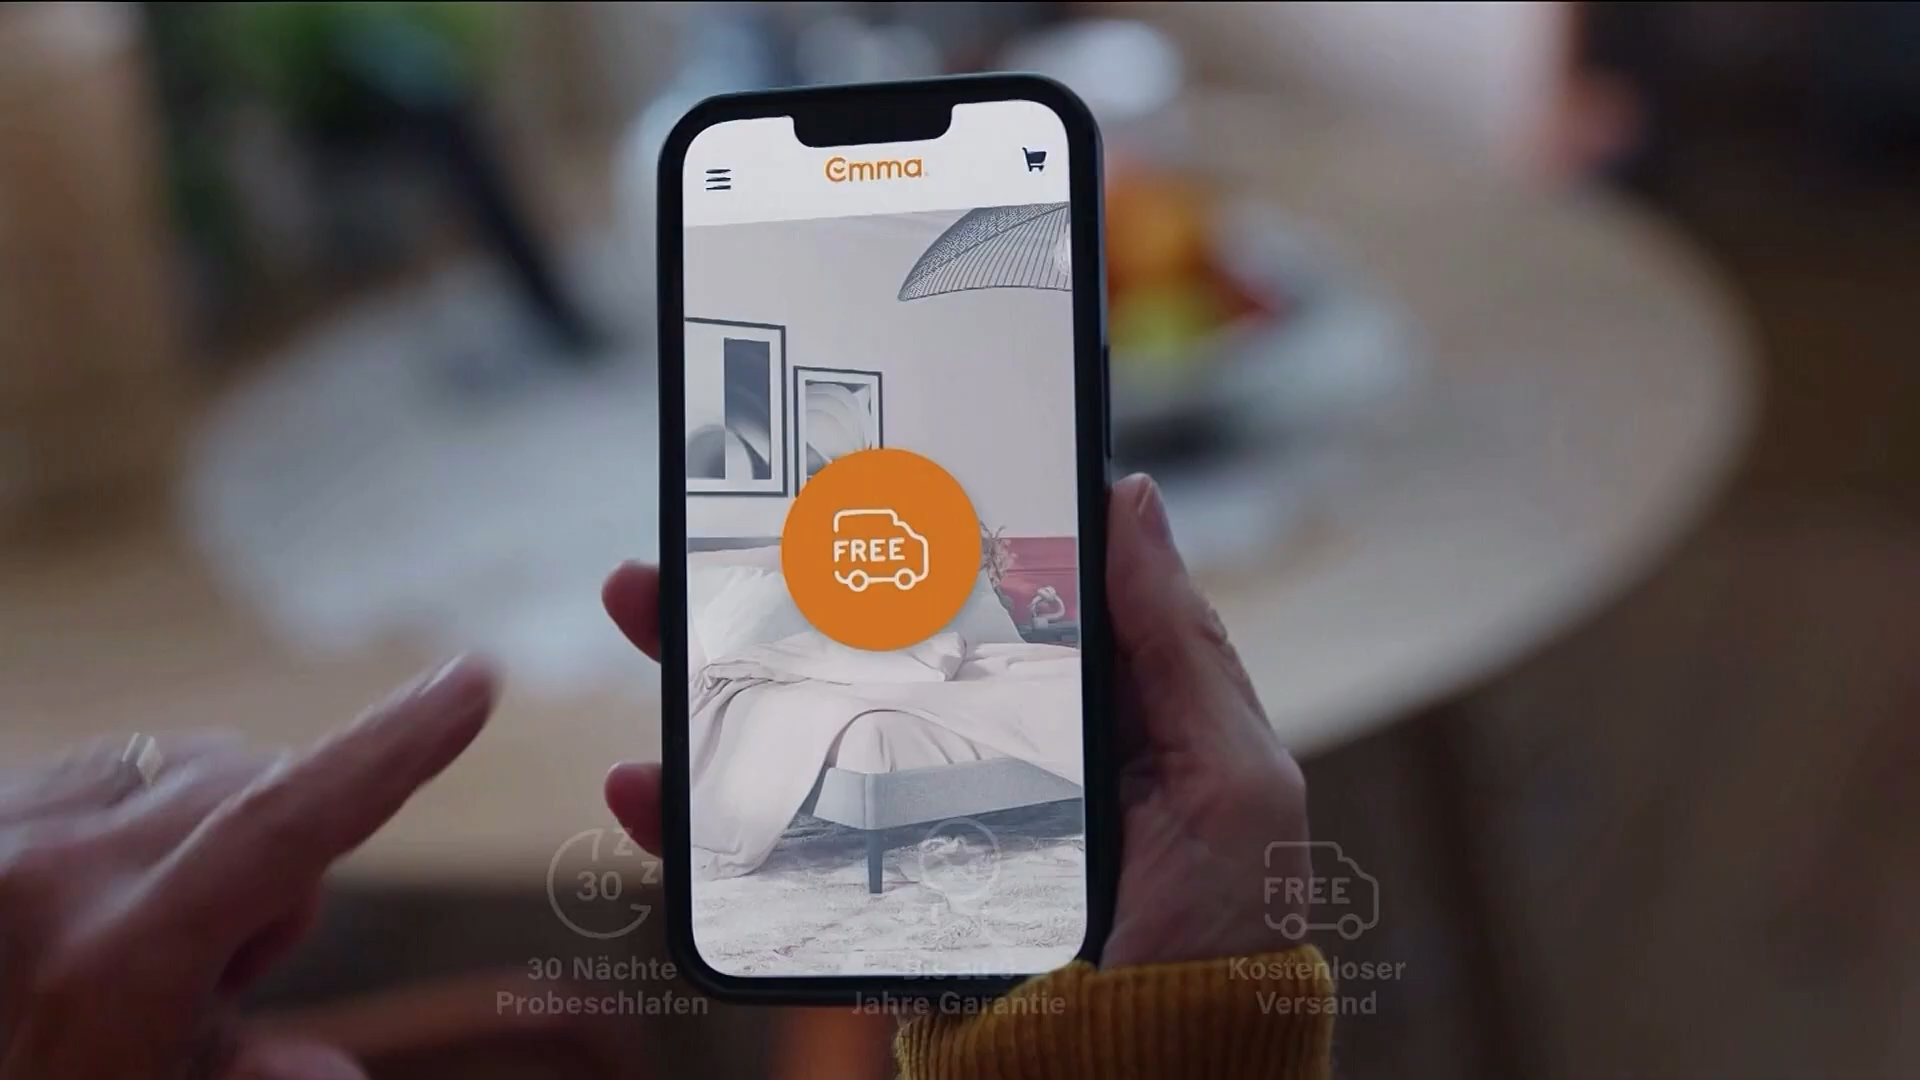 Emma
FREE
30
FREE
30 Nächte
Probeschlafen
Jahre Garantie
Kostenloser
Versand